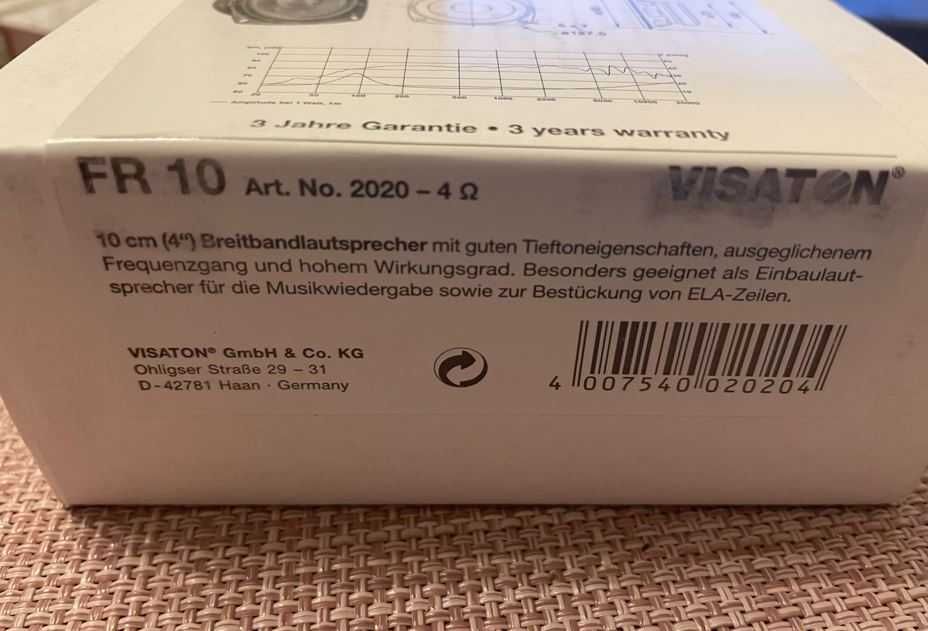 3 Jahre Garantie • 3 years warranty
FR 10 Art. No. 2020 – 4 Ω
VISATON®
10 cm (4“) Breitbandlautsprecher mit guten Tieftoneigenschaften, ausgeglichenem
Frequenzgang und hohem Wirkungsgrad. Besonders geeignet als Einbaulaut-
sprecher für die Musikwiedergabe sowie zur Bestückung von ELA-Zeilen.
VISATON® GmbH & Co. KG
Ohligser Straße 29 – 31
D-42781 Haan · Germany
4 007540 020204